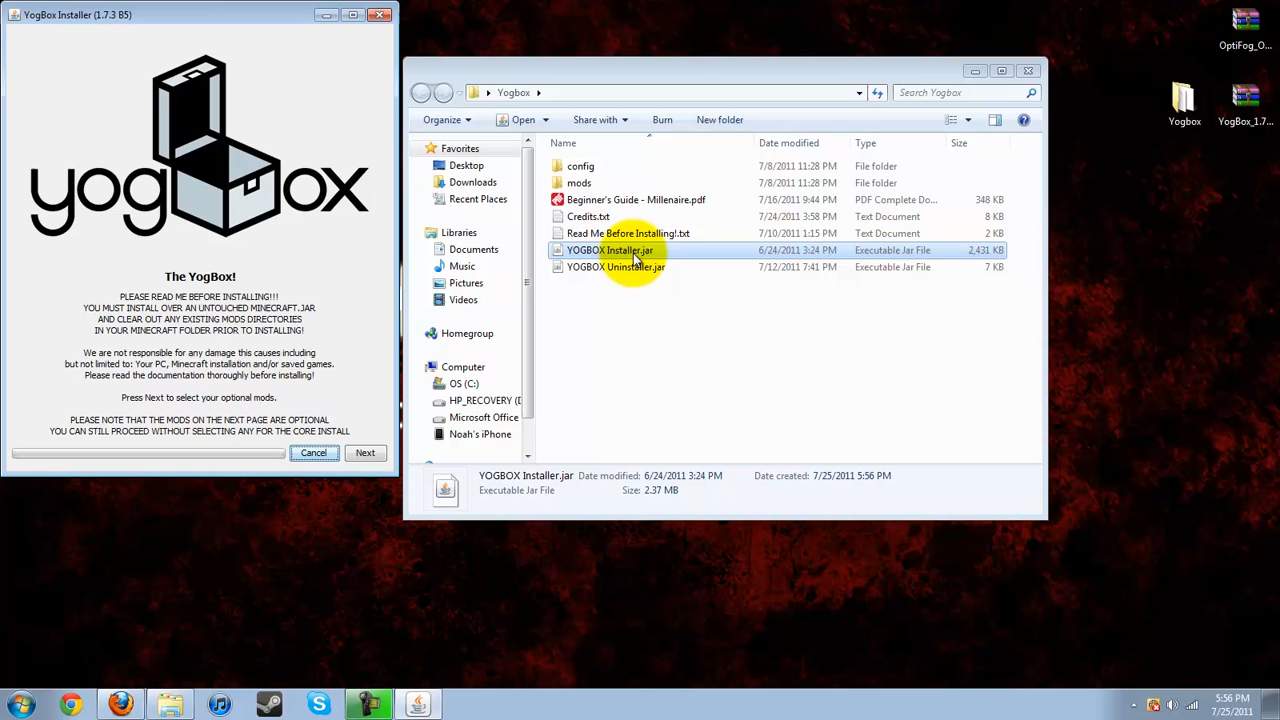 YogBox Installer (1.7.3 B5)
yogbox
The YogBox!
PLEASE READ ME BEFORE INSTALLING!!!
YOU MUST INSTALL OVER AN UNTOUCHED MINECRAFT.JAR
AND CLEAR OUT ANY EXISTING MODS DIRECTORIES
IN YOUR MINECRAFT FOLDER PRIOR TO INSTALLING!
We are not responsible for any damage this causes including
but not limited to: Your PC, Minecraft installation and/or saved games.
Please read the documentation thoroughly before installing!
Press Next to select your optional mods.
PLEASE NOTE THAT THE MODS ON THE NEXT PAGE ARE OPTIONAL
YOU CAN STILL PROCEED WITHOUT SELECTING ANY FOR THE CORE INSTALL
Cancel Next
Yogbox
Search Yogbox
Organize Open Share with Burn New folder
Favorites
Desktop
Downloads
Recent Places
Libraries
Documents
Music
Pictures
Videos
Homegroup
Computer
OS (C:)
HP_RECOVERY (D
Microsoft Office
Noah's iPhone
Name Date modified Type Size
config 7/8/2011 11:28 PM File folder
mods 7/8/2011 11:28 PM File folder
Beginner's Guide - Millenaire.pdf 7/16/2011 9:44 PM PDF Complete Do... 348 KB
Credits.txt 7/24/2011 3:58 PM Text Document 8 KB
Read Me Before Installing!.txt 7/10/2011 1:15 PM Text Document 2 KB
YOGBOX Installer.jar 6/24/2011 3:24 PM Executable Jar File 2,431 KB
YOGBOX Uninstaller.jar 7/12/2011 7:41 PM Executable Jar File 7 KB
YOGBOX Installer.jar Date modified: 6/24/2011 3:24 PM Date created: 7/25/2011 5:56 PM
Executable Jar File Size: 2.37 MB
OptiFog_O...
Yogbox
YogBox_1.7...
5:56 PM
7/25/2011